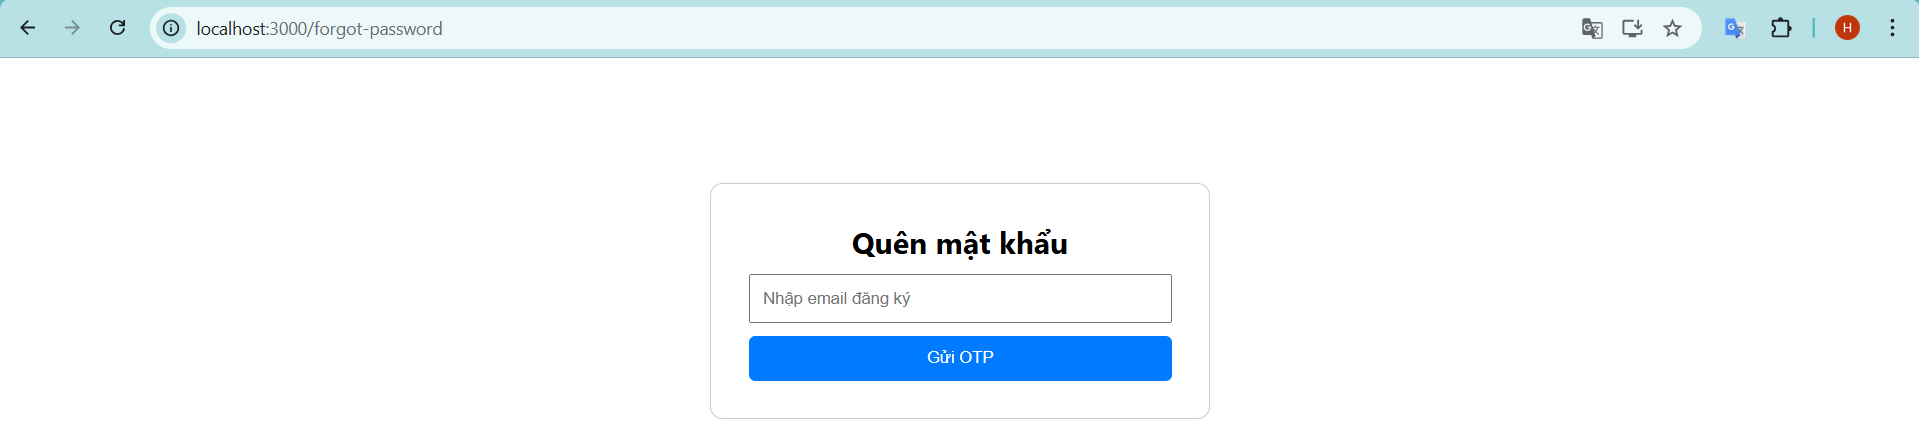 localhost:3000/forgot-password
H
Quên mật khẩu
Nhập email đăng ký
Gửi OTP